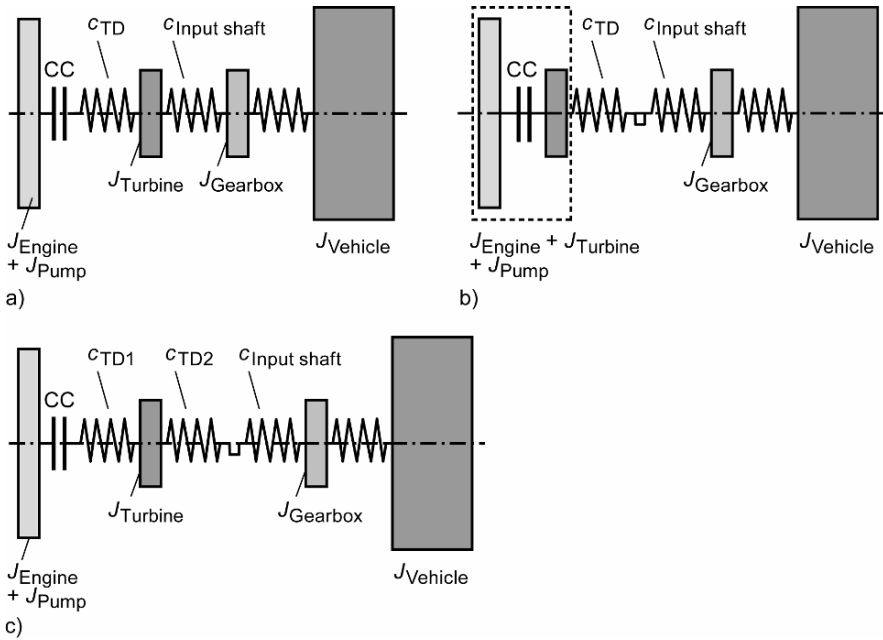 cTD
cInput shaft
CC
JTurbine
JGearbox
JEngine
+ JPump
JVehicle
a)
cTD
cInput shaft
CC
JGearbox
JEngine + JTurbine
+ JPump
JVehicle
b)
cTD1
cTD2
cInput shaft
CC
JTurbine
JGearbox
JEngine
+ JPump
JVehicle
c)